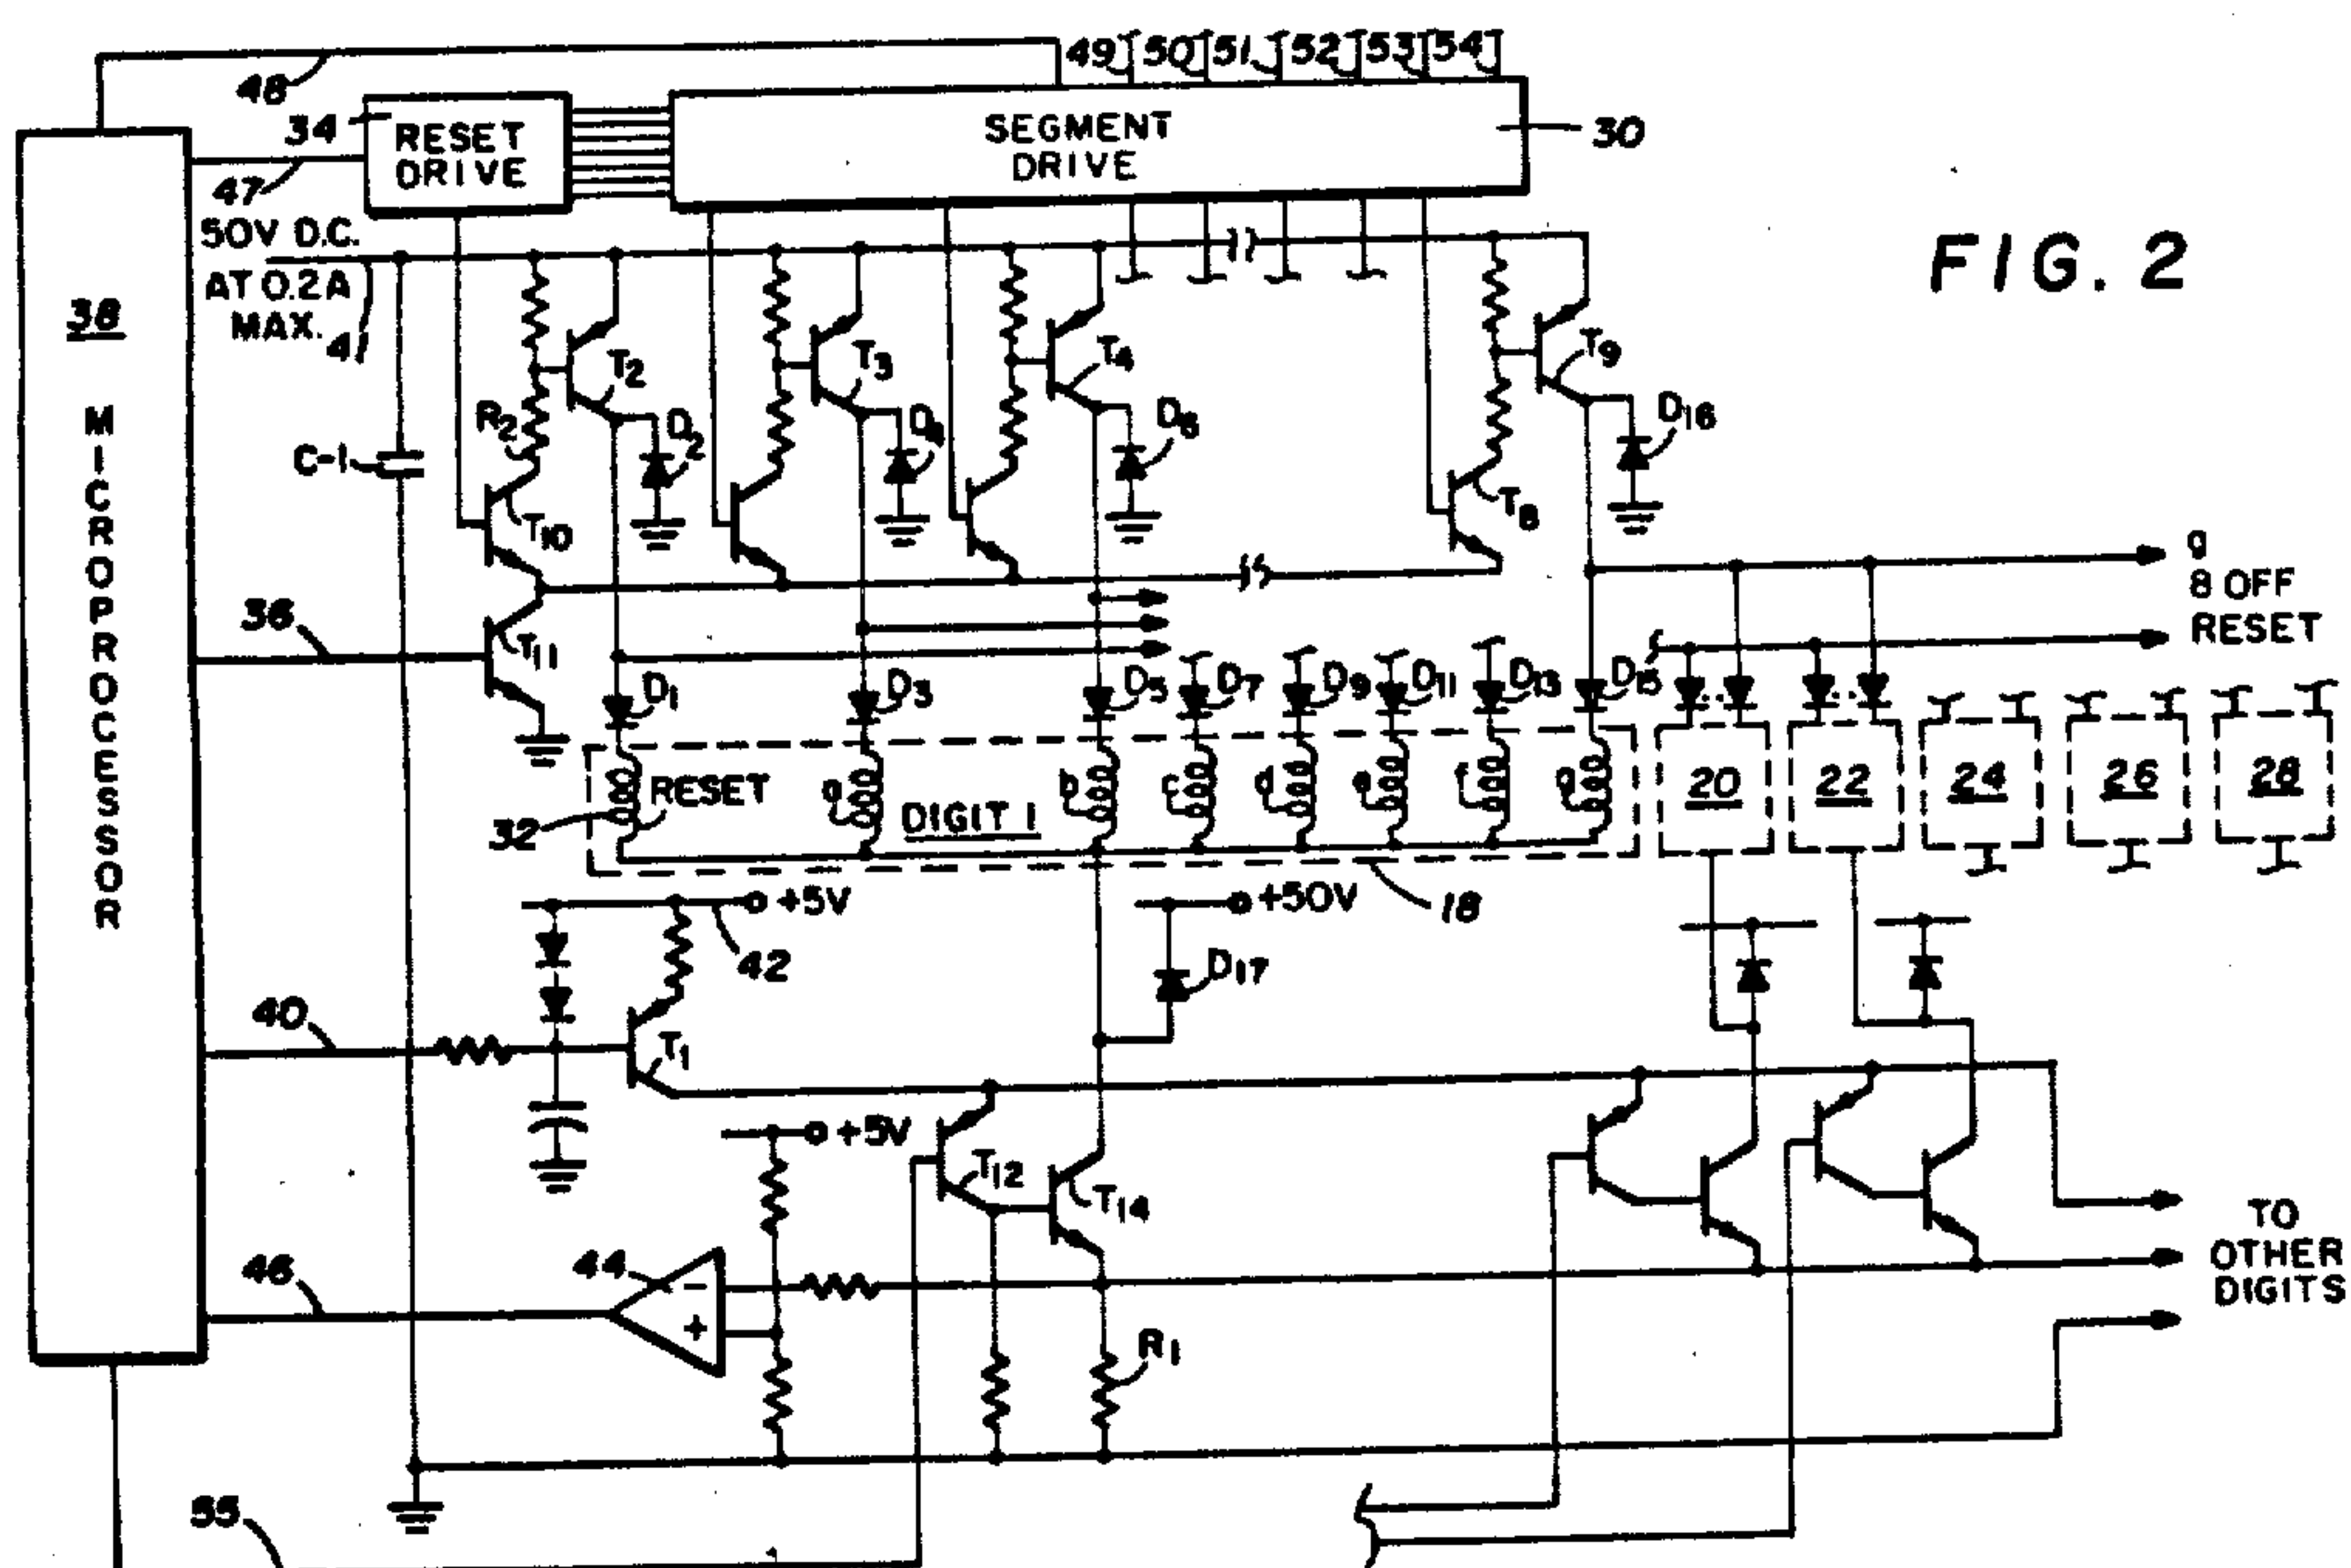 48
49 50 51 52 53 54
34
RESET
DRIVE
SEGMENT
DRIVE
30
47
50V D.C.
AT 0.2A
MAX.
4
FIG. 2
38
MICROPROCESSOR
C-1
R2
T2
D2
T3
D4
T4
D6
T9
D16
T10
T8
36
T11
g
8 OFF
RESET
D1
D3
D5
D7
D9
D11
D13
D15
RESET
a
b
c
d
e
f
g
32
DIGIT 1
20
22
24
26
28
18
+5V
42
+50V
D17
40
T1
+5V
T12
T14
44
-
+
46
R1
TO
OTHER
DIGITS
55